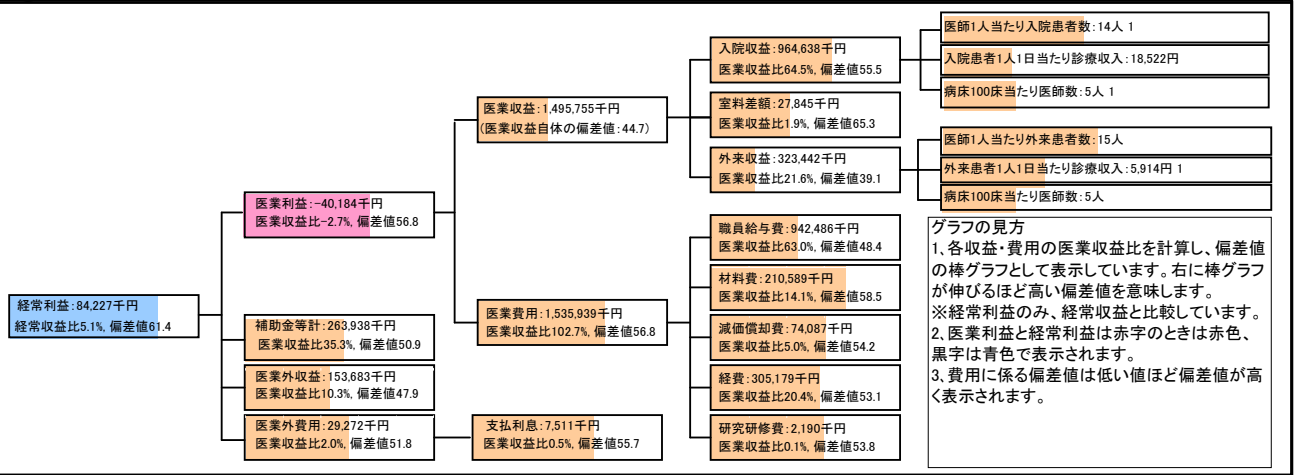 経常利益:84,227千円
経常収益比5.1%, 偏差値61.4
医業利益:-40,184千円
医業収益比-2.7%, 偏差値56.8
補助金等計:263,938千円
医業収益比35.3%, 偏差値50.9
医業外収益:153,683千円
医業収益比10.3%, 偏差値47.9
医業外費用:29,272千円
医業収益比2.0%, 偏差値51.8
医業収益:1,495,755千円
(医業収益自体の偏差値:44.7)
医業費用:1,535,939千円
医業収益比102.7%, 偏差値56.8
支払利息:7,511千円
医業収益比0.5%, 偏差値55.7
入院収益:964,638千円
医業収益比64.5%, 偏差値55.5
室料差額:27,845千円
医業収益比1.9%, 偏差値65.3
外来収益:323,442千円
医業収益比21.6%, 偏差値39.1
職員給与費:942,486千円
医業収益比63.0%, 偏差値48.4
材料費:210,589千円
医業収益比14.1%, 偏差値58.5
減価償却費:74,087千円
医業収益比5.0%, 偏差値54.2
経費:305,179千円
医業収益比20.4%, 偏差値53.1
研究研修費:2,190千円
医業収益比0.1%, 偏差値53.8
医師1人当たり入院患者数:14人 1
入院患者1人1日当たり診療収入:18,522円
病床100床当たり医師数:5人 1
医師1人当たり外来患者数:15人
外来患者1人1日当たり診療収入:5,914円 1
病床100床当たり医師数:5人
グラフの見方
1、各収益・費用の医業収益比を計算し、偏差値
の棒グラフとして表示しています。右に棒グラフ
が伸びるほど高い偏差値を意味します。
※経常利益のみ、経常収益と比較しています。
2、医業利益と経常利益は赤字のときは赤色、
黒字は青色で表示されます。
3、費用に係る偏差値は低い値ほど偏差値が高
く表示されます。